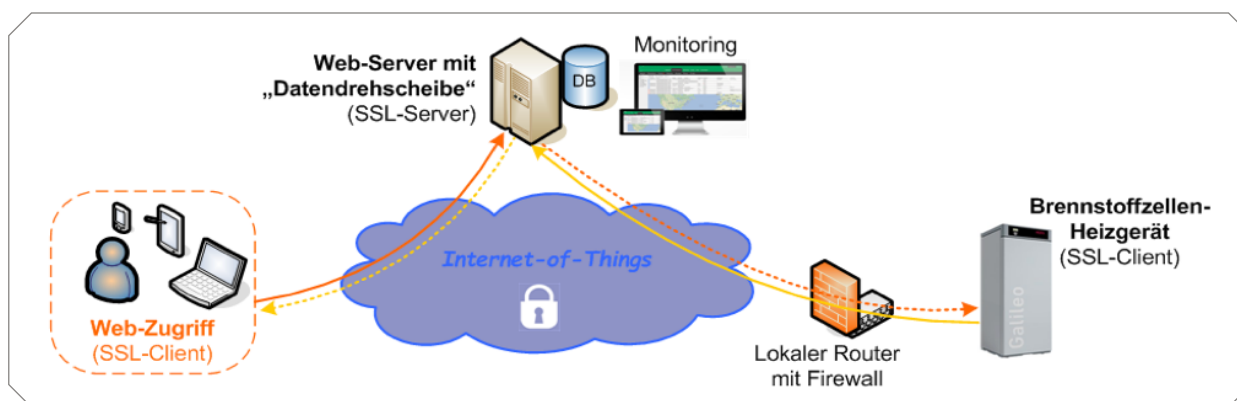 Web-Server mit
„Datendrehscheibe“
(SSL-Server)
DB
Monitoring
Internet-of-Things
Web-Zugriff
(SSL-Client)
Lokaler Router
mit Firewall
Brennstoffzellen-
Heizgerät
(SSL-Client)
Galileo